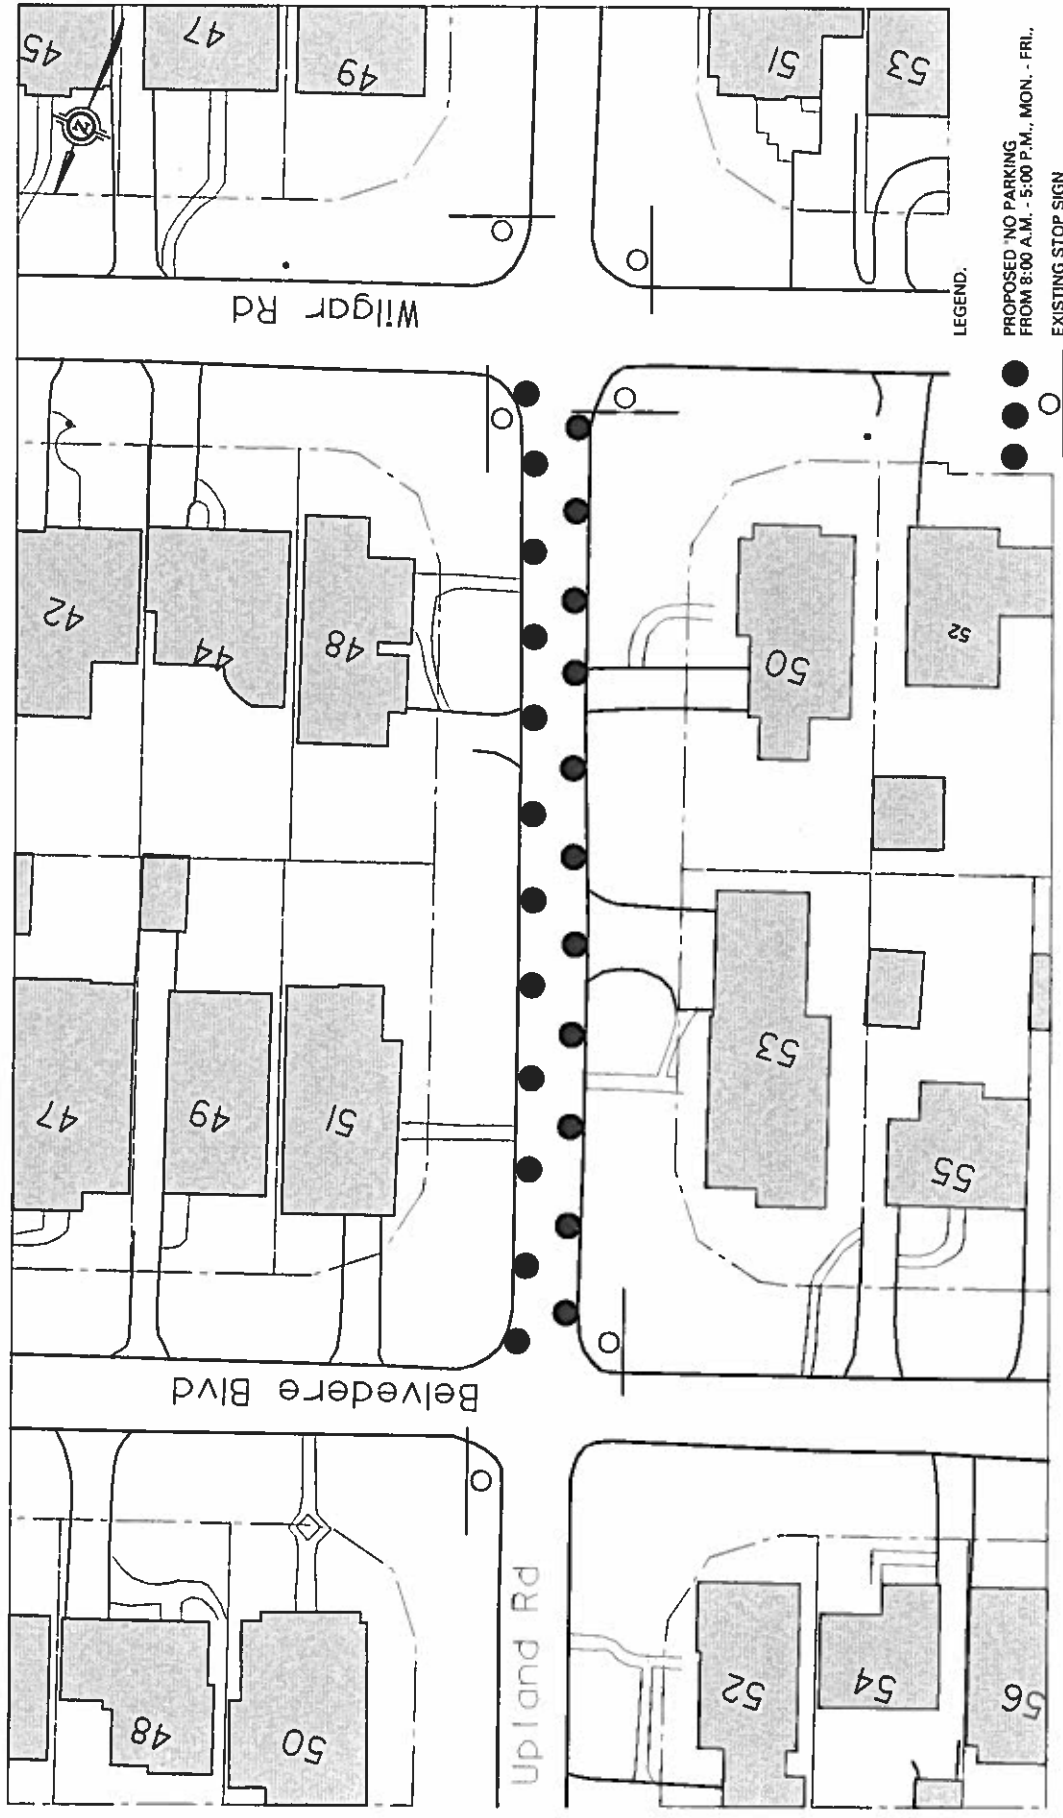 45
47
49
51
53
N
Wilgar Rd
LEGEND.
PROPOSED "NO PARKING
FROM 8:00 A.M. - 5:00 P.M., MON. - FRI.,
EXISTING STOP SIGN
42
44
48
50
52
47
49
51
53
55
Belvedere Blvd
Upland Rd
48
50
52
54
56